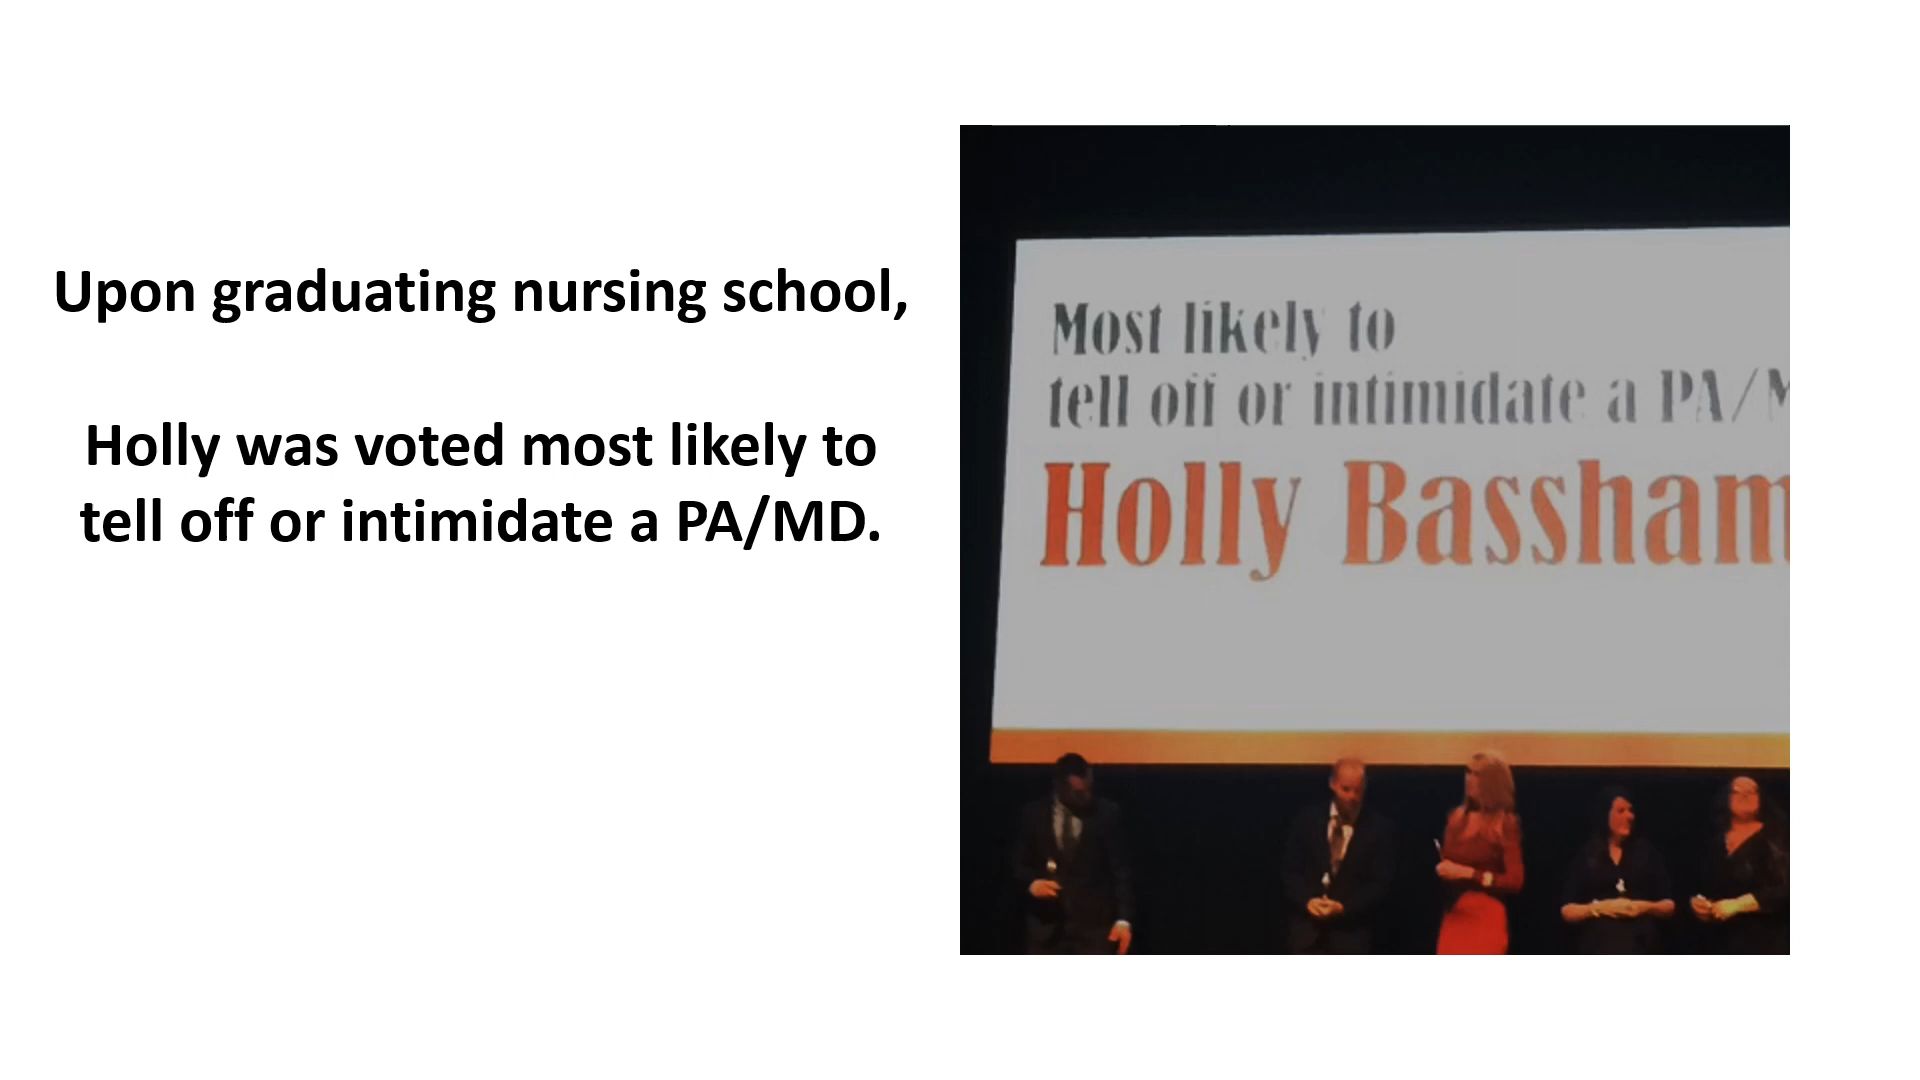 Upon graduating nursing school,
Holly was voted most likely to
tell off or intimidate a PA/MD.
Most likely to
tell off or intimidate a PA/M
Holly Bassham